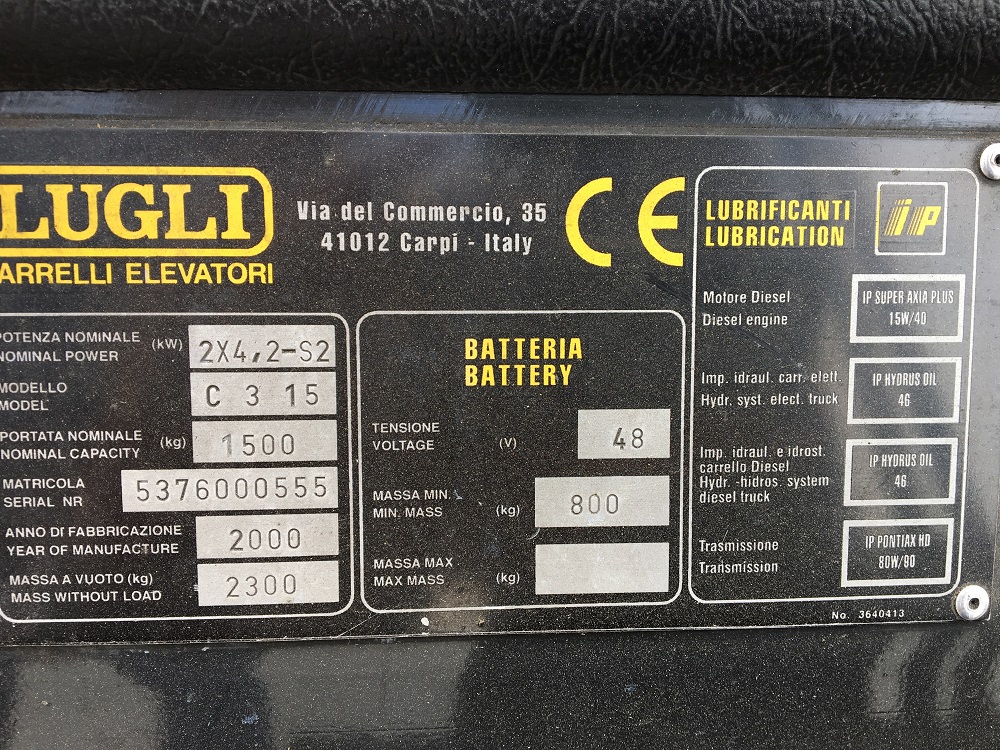 LUGLI
ARRELLI ELEVATORI
Via del Commercio, 35
41012 Carpi - Italy
CE
POTENZA NOMINALE
NOMINAL POWER
(kW)
2X4,2-S2
MODELLO
MODEL
C 3 15
PORTATA NOMINALE
NOMINAL CAPACITY
(kg)
1500
MATRICOLA
SERIAL NR
5376000555
ANNO DI FABBRICAZIONE
YEAR OF MANUFACTURE
2000
MASSA A VUOTO (kg)
MASS WITHOUT LOAD
2300
BATTERIA
BATTERY
TENSIONE
VOLTAGE
(V)
48
MASSA MIN.
MIN. MASS
(kg)
800
MASSA MAX
MAX MASS
(kg)
LUBRIFICANTI
LUBRICATION
iP
Motore Diesel
Diesel engine
IP SUPER AXIA PLUS
15W/40
Imp. idraul. carr. elett.
Hydr. syst. elect. truck
IP HYDRUS OIL
46
Imp. idraul. e idrost.
carrello Diesel
Hydr. -hidros. system
diesel truck
IP HYDRUS OIL
46
Trasmissione
Transmission
IP PONTIAX HD
80W/90
No. 3640413